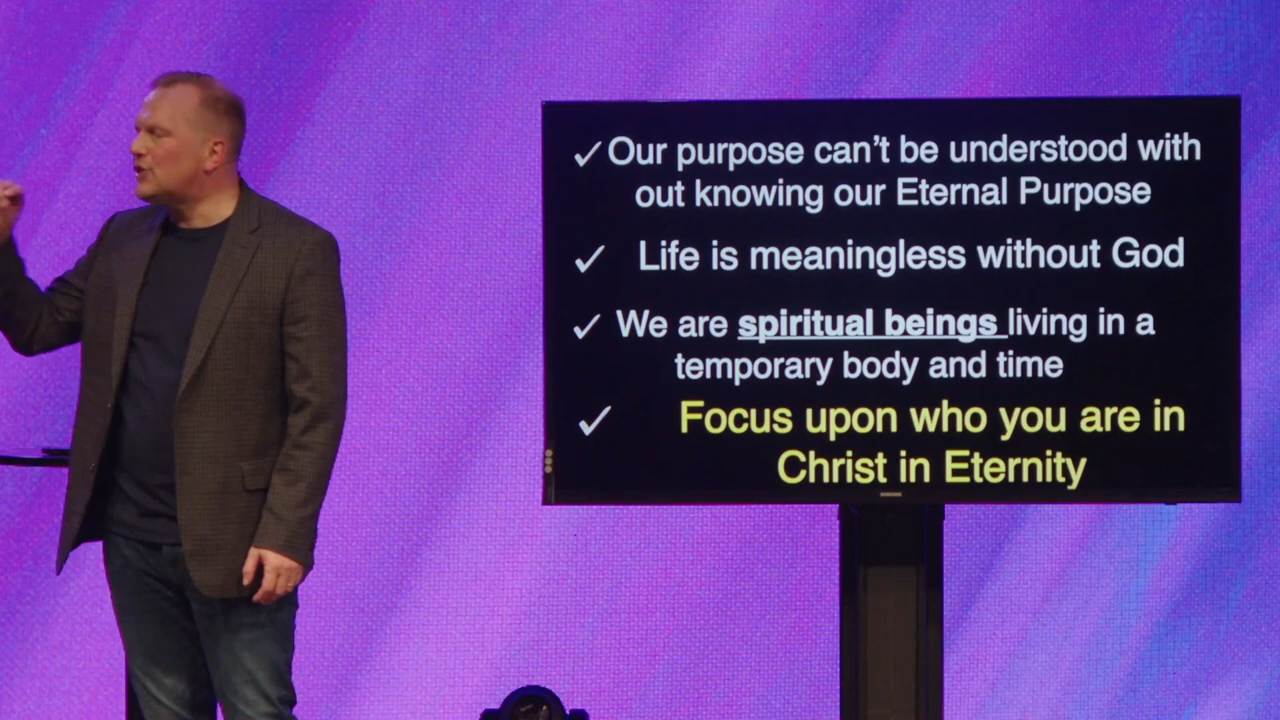 ✓Our purpose can't be understood with
out knowing our Eternal Purpose
✓ Life is meaningless without God
✓ We are spiritual beings living in a
temporary body and time
✓ Focus upon who you are in
Christ in Eternity